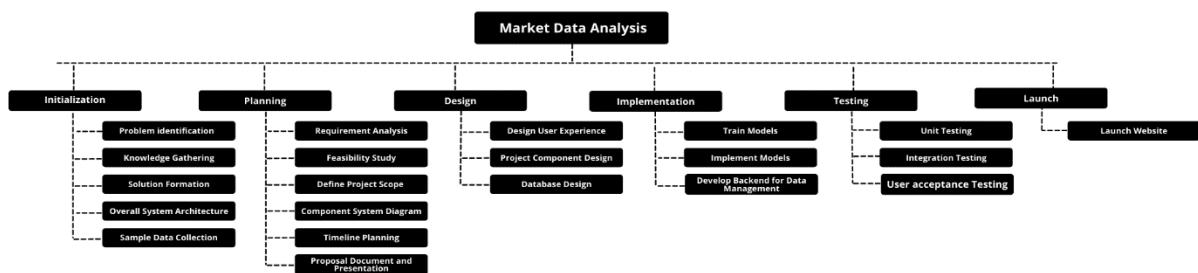 Market Data Analysis
Initialization
Problem identification
Knowledge Gathering
Solution Formation
Overall System Architecture
Sample Data Collection
Planning
Requirement Analysis
Feasibility Study
Define Project Scope
Component System Diagram
Timeline Planning
Proposal Document and
Presentation
Design
Design User Experience
Project Component Design
Database Design
Implementation
Train Models
Implement Models
Develop Backend for Data
Management
Testing
Unit Testing
Integration Testing
User acceptance Testing
Launch
Launch Website